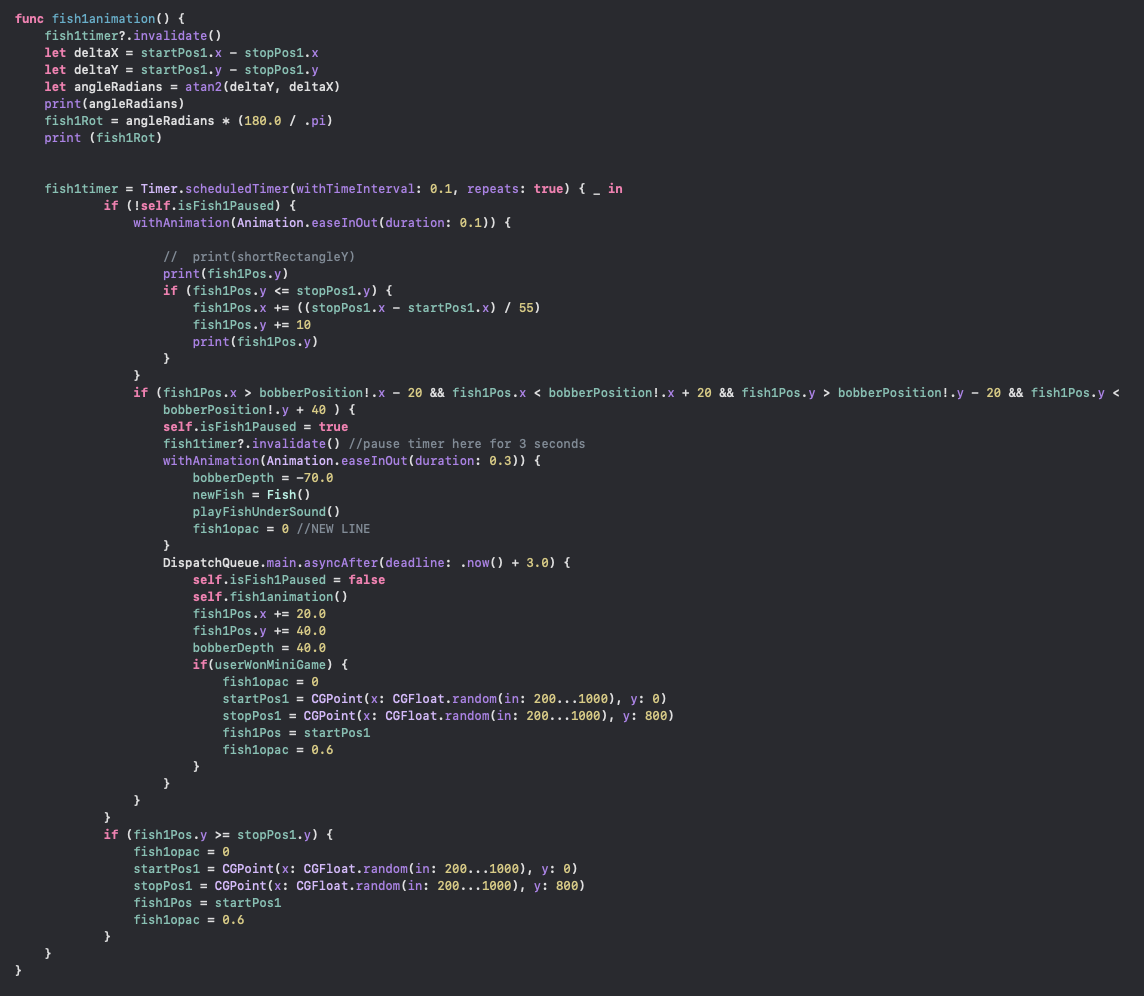 func fish1animation() {
    fish1timer?.invalidate()
    let deltaX = startPos1.x - stopPos1.x
    let deltaY = startPos1.y - stopPos1.y
    let angleRadians = atan2(deltaY, deltaX)
    print(angleRadians)
    fish1Rot = angleRadians * (180.0 / .pi)
    print (fish1Rot)
    fish1timer = Timer.scheduledTimer(withTimeInterval: 0.1, repeats: true) { _ in
            if (!self.isFish1Paused) {
                withAnimation(Animation.easeInOut(duration: 0.1)) {
                    //  print(shortRectangleY)
                    print(fish1Pos.y)
                    if (fish1Pos.y <= stopPos1.y) {
                        fish1Pos.x += ((stopPos1.x - startPos1.x) / 55)
                        fish1Pos.y += 10
                        print(fish1Pos.y)
                    }
                }
                if (fish1Pos.x > bobberPosition!.x - 20 && fish1Pos.x < bobberPosition!.x + 20 && fish1Pos.y > bobberPosition!.y - 20 && fish1Pos.y <
                    bobberPosition!.y + 40 ) {
                    self.isFish1Paused = true
                    fish1timer?.invalidate() //pause timer here for 3 seconds
                    withAnimation(Animation.easeInOut(duration: 0.3)) {
                        bobberDepth = -70.0
                        newFish = Fish()
                        playFishUnderSound()
                        fish1opac = 0 //NEW LINE
                    }
                    DispatchQueue.main.asyncAfter(deadline: .now() + 3.0) {
                        self.isFish1Paused = false
                        self.fish1animation()
                        fish1Pos.x += 20.0
                        fish1Pos.y += 40.0
                        bobberDepth = 40.0
                        if(userWonMiniGame) {
                            fish1opac = 0
                            startPos1 = CGPoint(x: CGFloat.random(in: 200...1000), y: 0)
                            stopPos1 = CGPoint(x: CGFloat.random(in: 200...1000), y: 800)
                            fish1Pos = startPos1
                            fish1opac = 0.6
                        }
                    }
                }
            }
            if (fish1Pos.y >= stopPos1.y) {
                fish1opac = 0
                startPos1 = CGPoint(x: CGFloat.random(in: 200...1000), y: 0)
                stopPos1 = CGPoint(x: CGFloat.random(in: 200...1000), y: 800)
                fish1Pos = startPos1
                fish1opac = 0.6
            }
    }
}